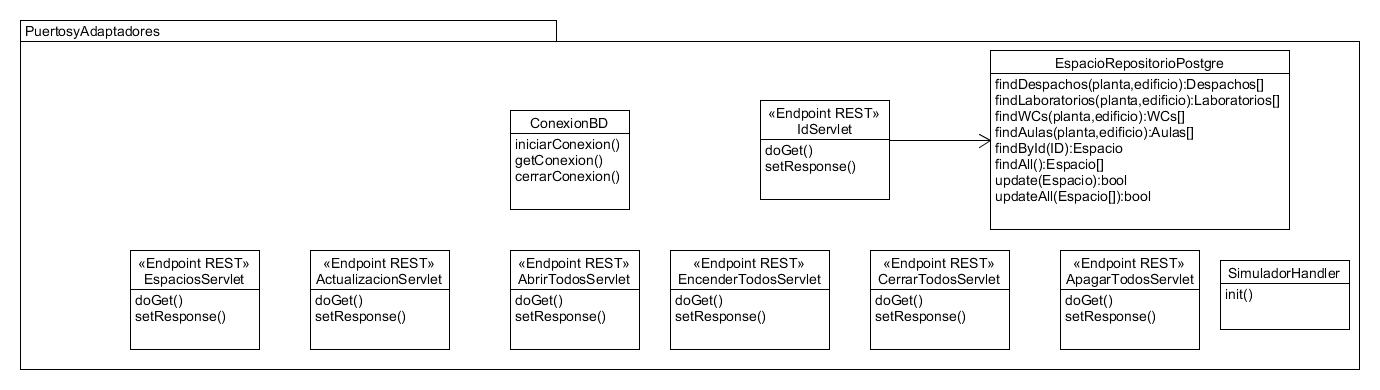 PuertosyAdaptadores
EspacioRepositorioPostgre
findDespachos(planta,edificio):Despachos[]
findLaboratorios(planta,edificio):Laboratorios[]
findWCs(planta,edificio):WCs[]
findAulas(planta,edificio):Aulas[]
findById(ID):Espacio
findAll():Espacio[]
update(Espacio):bool
updateAll(Espacio[]):bool
«Endpoint REST»
IdServlet
doGet()
setResponse()
ConexionBD
iniciarConexion()
getConexion()
cerrarConexion()
«Endpoint REST»
EspaciosServlet
doGet()
setResponse()
«Endpoint REST»
ActualizacionServlet
doGet()
setResponse()
«Endpoint REST»
AbrirTodosServlet
doGet()
setResponse()
«Endpoint REST»
EncenderTodosServlet
doGet()
setResponse()
«Endpoint REST»
CerrarTodosServlet
doGet()
setResponse()
«Endpoint REST»
ApagarTodosServlet
doGet()
setResponse()
SimuladorHandler
init()